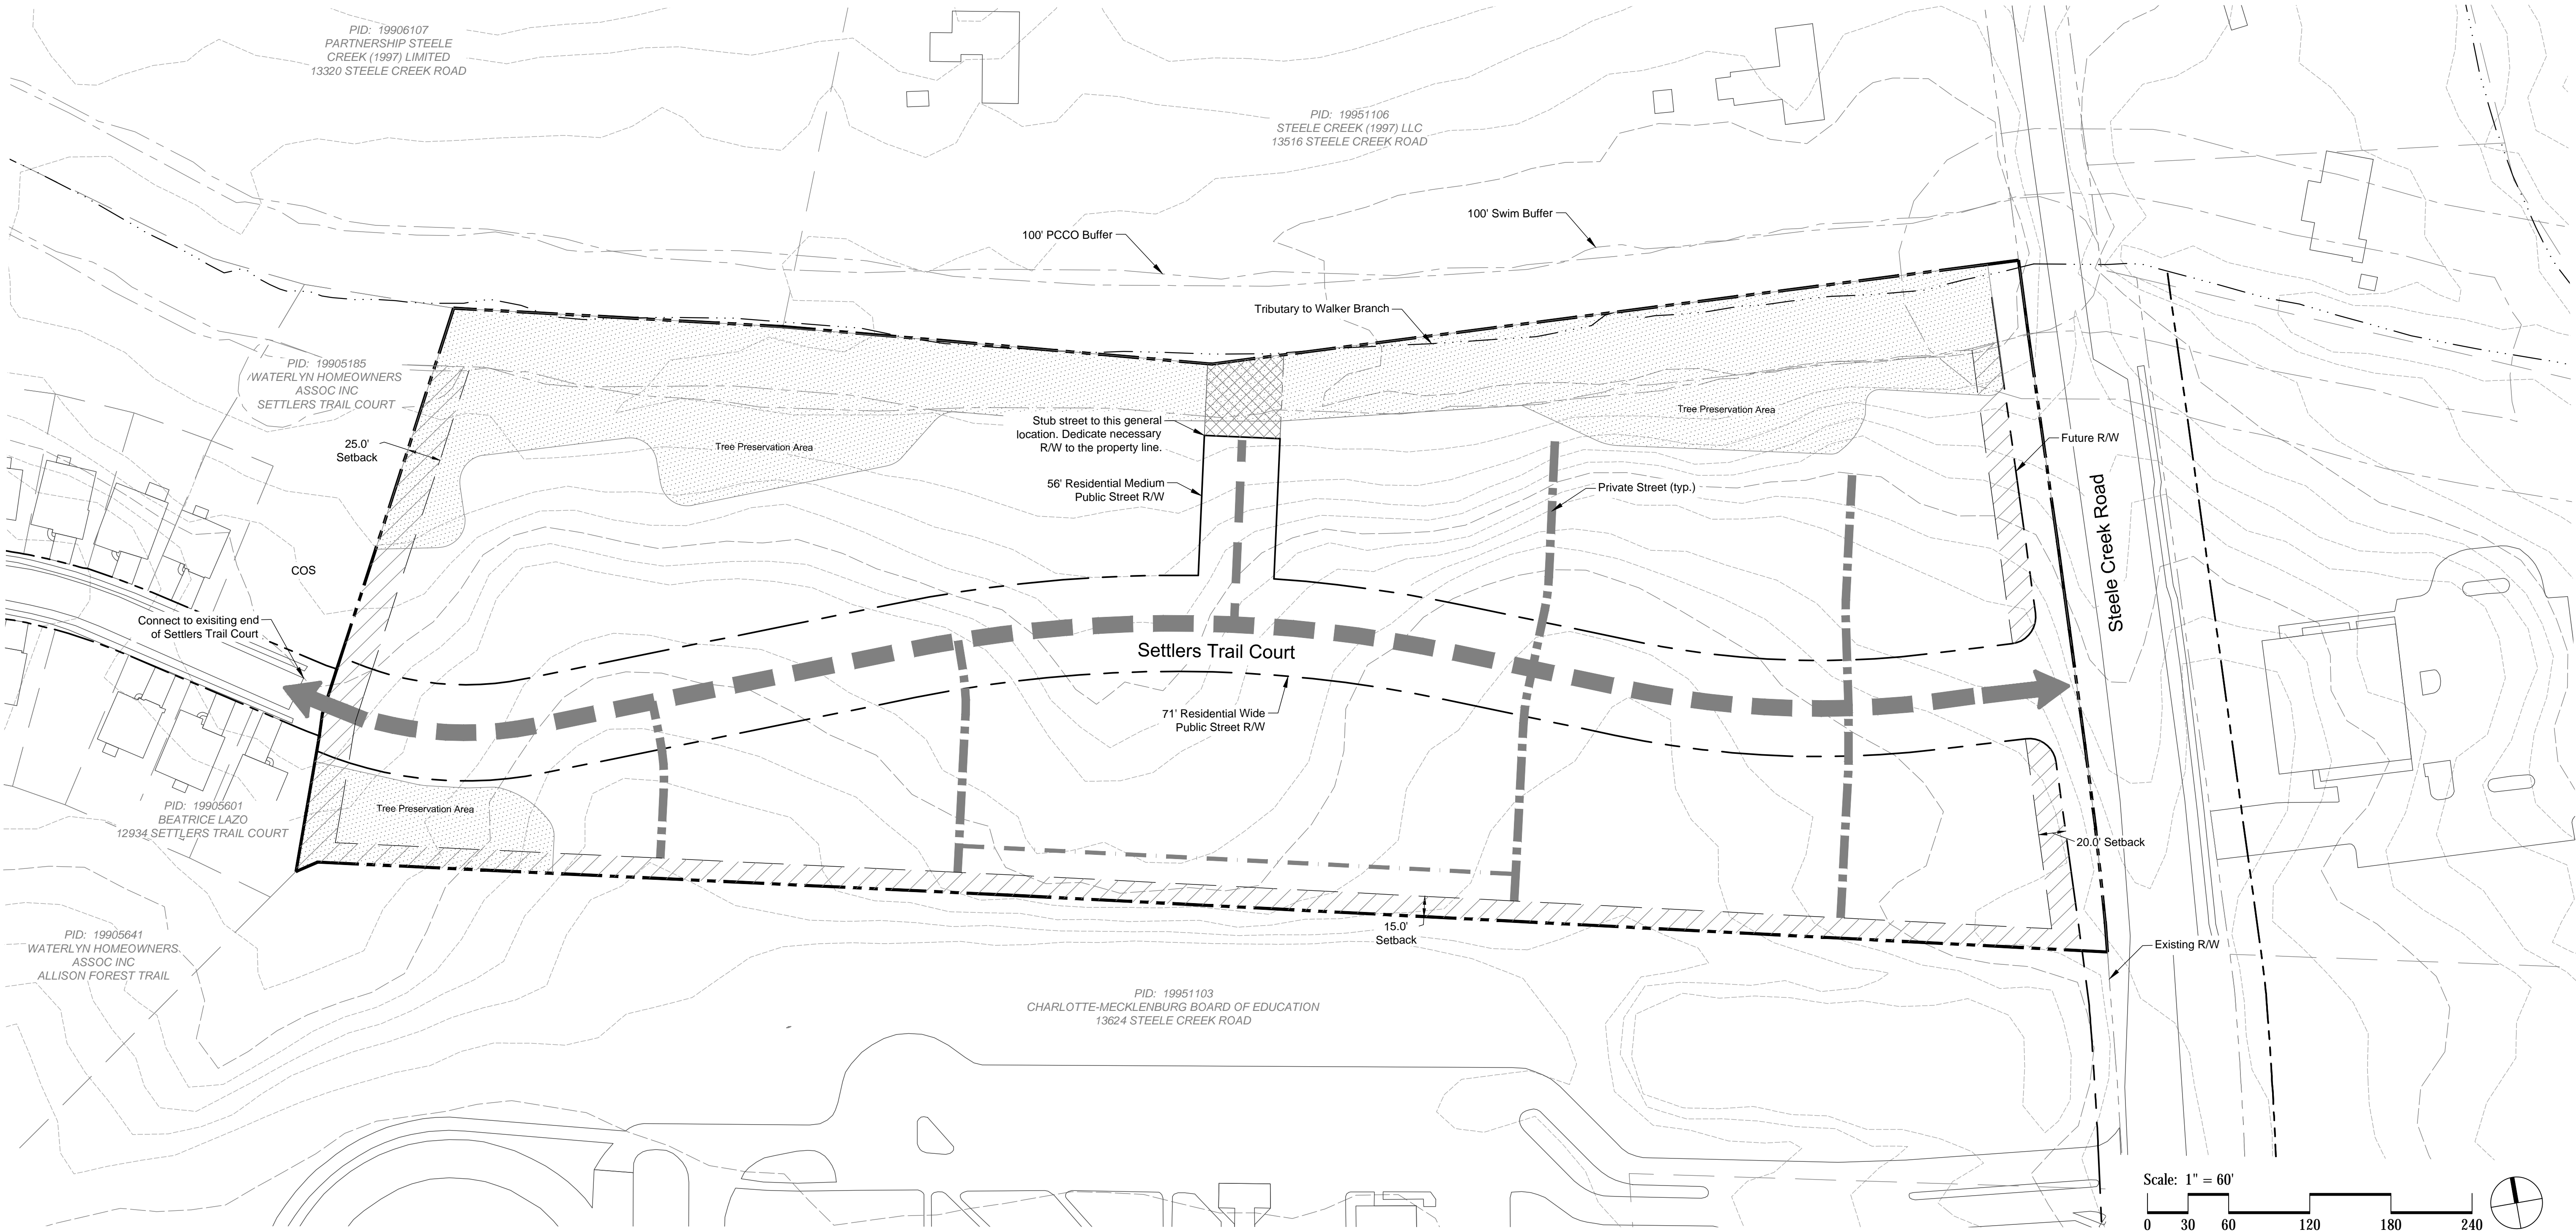 PID: 19906107
PARTNERSHIP STEELE
CREEK (1997) LIMITED
13320 STEELE CREEK ROAD
PID: 19951106
STEELE CREEK (1997) LLC
13516 STEELE CREEK ROAD
100' Swim Buffer
100' PCCO Buffer
Tributary to Walker Branch
PID: 19905185
WATERLYN HOMEOWNERS
ASSOC INC
SETTLERS TRAIL COURT
25.0'
Setback
Tree Preservation Area
Stub street to this general
location. Dedicate necessary
R/W to the property line.
56' Residential Medium
Public Street R/W
Tree Preservation Area
Private Street (typ.)
Future R/W
Steele Creek Road
COS
Connect to exisiting end
of Settlers Trail Court
Settlers Trail Court
71' Residential Wide
Public Street R/W
Tree Preservation Area
PID: 19905601
BEATRICE LAZO
12934 SETTLERS TRAIL COURT
20.0' Setback
15.0'
Setback
Existing R/W
PID: 19905641
WATERLYN HOMEOWNERS
ASSOC INC
ALLISON FOREST TRAIL
PID: 19951103
CHARLOTTE-MECKLENBURG BOARD OF EDUCATION
13624 STEELE CREEK ROAD
Scale: 1" = 60'
0 30 60 120 180 240